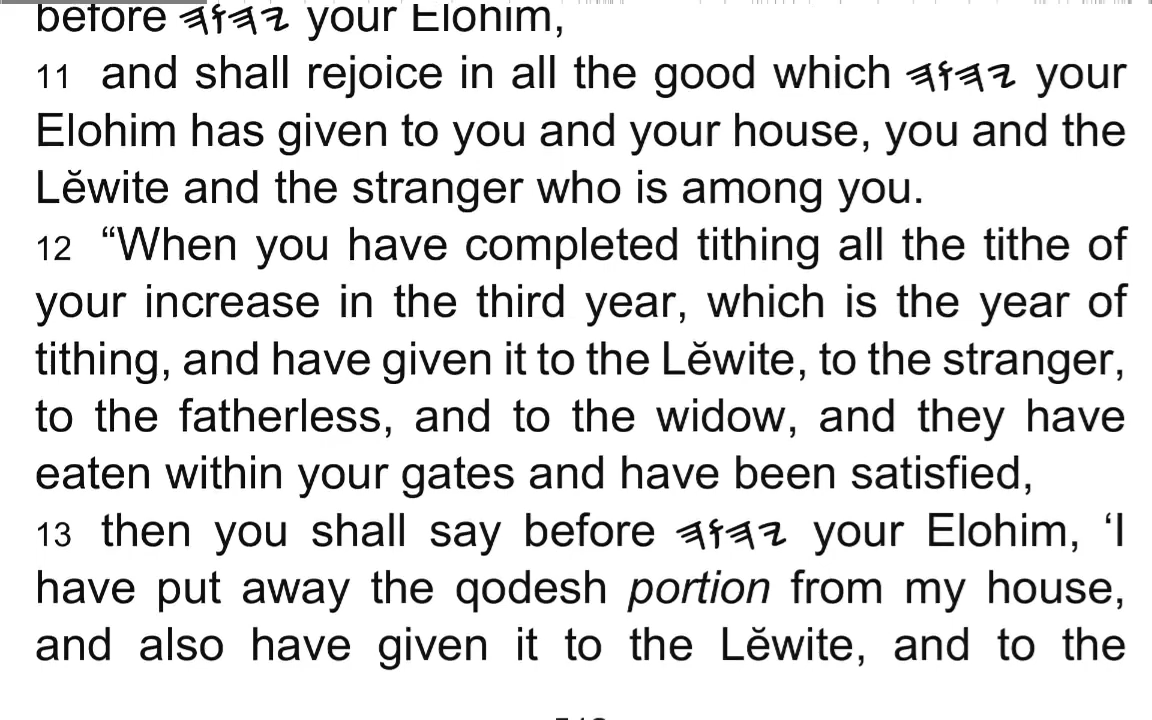 before 𐤉𐤄𐤅𐤄 your Elohim,
11 and shall rejoice in all the good which 𐤉𐤄𐤅𐤄 your
Elohim has given to you and your house, you and the
Lĕwite and the stranger who is among you.
12 “When you have completed tithing all the tithe of
your increase in the third year, which is the year of
tithing, and have given it to the Lĕwite, to the stranger,
to the fatherless, and to the widow, and they have
eaten within your gates and have been satisfied,
13 then you shall say before 𐤉𐤄𐤅𐤄 your Elohim, ‘I
have put away the qodesh portion from my house,
and also have given it to the Lĕwite, and to the